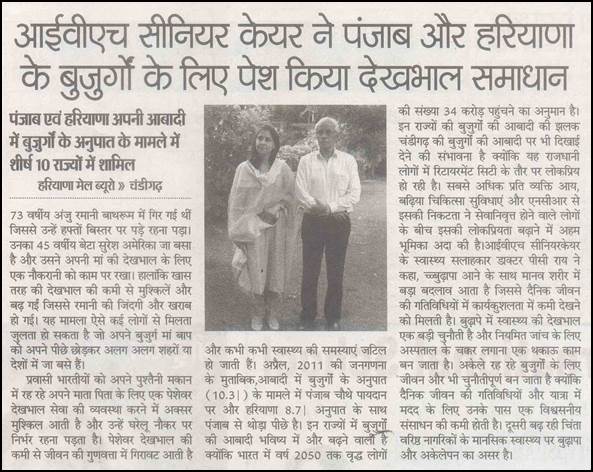 आईवीएच सीनियर केयर ने पंजाब और हरियाणा
के बुजुर्गों के लिए पेश किया देखभाल समाधान
पंजाब एवं हरियाणा अपनी आबादी
में बुजुर्गों के अनुपात के मामले में
शीर्ष 10 राज्यों में शामिल
हरियाणा मेल ब्यूरो » चंडीगढ़
73 वर्षीय अंजु रमानी बाथरूम में गिर गई थीं
जिससे उन्हें हफ्तों बिस्तर पर पड़े रहना पड़ा।
उनका 45 वर्षीय बेटा सुरेश अमेरिका जा बसा
है और उसने अपनी मां की देखभाल के लिए
एक नौकरानी को काम पर रखा। हालांकि खास
तरह की देखभाल की कमी से मुश्किलें और
बढ़ गईं जिससे रमानी की जिंदगी और खराब
हो गई। यह मामला ऐसे कई लोगों से मिलता
जुलता हो सकता है जो अपने बुजुर्ग मां बाप
को अपने पीछे छोड़कर अलग अलग शहरों या
देशों में जा बसे हैं।
प्रवासी भारतीयों को अपने पुश्तैनी मकान
में रह रहे अपने माता पिता के लिए एक पेशेवर
देखभाल सेवा की व्यवस्था करने में अक्सर
मुश्किल आती है और उन्हें घरेलू नौकर पर
निर्भर रहना पड़ता है। पेशेवर देखभाल की
कमी से जीवन की गुणवत्ता में गिरावट आती है
और कभी कभी स्वास्थ्य की समस्याएं जटिल
हो जाती हैं। अप्रैल, 2011 की जनगणना
के मुताबिक,आबादी में बुजुर्गों के अनुपात
(10.3|) के मामले में पंजाब चौथे पायदान
पर और हरियाणा 8.7| अनुपात के साथ
पंजाब से थोड़ा पीछे है। इन राज्यों में बुजुर्गों
की आबादी भविष्य में और बढ़ने वाली है
क्योंकि भारत में वर्ष 2050 तक वृद्ध लोगों
की संख्या 34 करोड़ पहुंचने का अनुमान है।
इन राज्यों की बुजुर्गों की आबादी की झलक
चंडीगढ़ की बुजुर्गों की आबादी पर भी दिखाई
देने की संभावना है क्योंकि यह राजधानी
लोगों में रिटायरमेंट सिटी के तौर पर लोकप्रिय
हो रही है। सबसे अधिक प्रति व्यक्ति आय,
बढ़िया चिकित्सा सुविधाएं और एनसीआर से
इसकी निकटता ने सेवानिवृत्त होने वाले लोगों
के बीच इसकी लोकप्रियता बढ़ाने में अहम
भूमिका अदा की है।आईवीएच सीनियरकेयर
के स्वास्थ्य सलाहकार डाक्टर पीसी राय ने
कहा, च्च्बुढ़ापा आने के साथ मानव शरीर में
बड़ा बदलाव आता है जिससे दैनिक जीवन
की गतिविधियों में कार्यकुशलता में कमी देखने
को मिलती है। बुढ़ापे में स्वास्थ्य की देखभाल
एक बड़ी चुनौती है और नियमित जांच के लिए
अस्पताल के चक्कर लगाना एक थकाऊ काम
बन जाता है। अकेले रह रहे बुजुर्गों के लिए
जीवन और भी चुनौतीपूर्ण बन जाता है क्योंकि
दैनिक जीवन की गतिविधियों और यात्रा में
मदद के लिए उनके पास एक विश्वसनीय
संसाधन की कमी होती है। दूसरी बढ़ रही चिंता
वरिष्ठ नागरिकों के मानसिक स्वास्थ्य पर बुढ़ापा
और अकेलेपन का असर है।